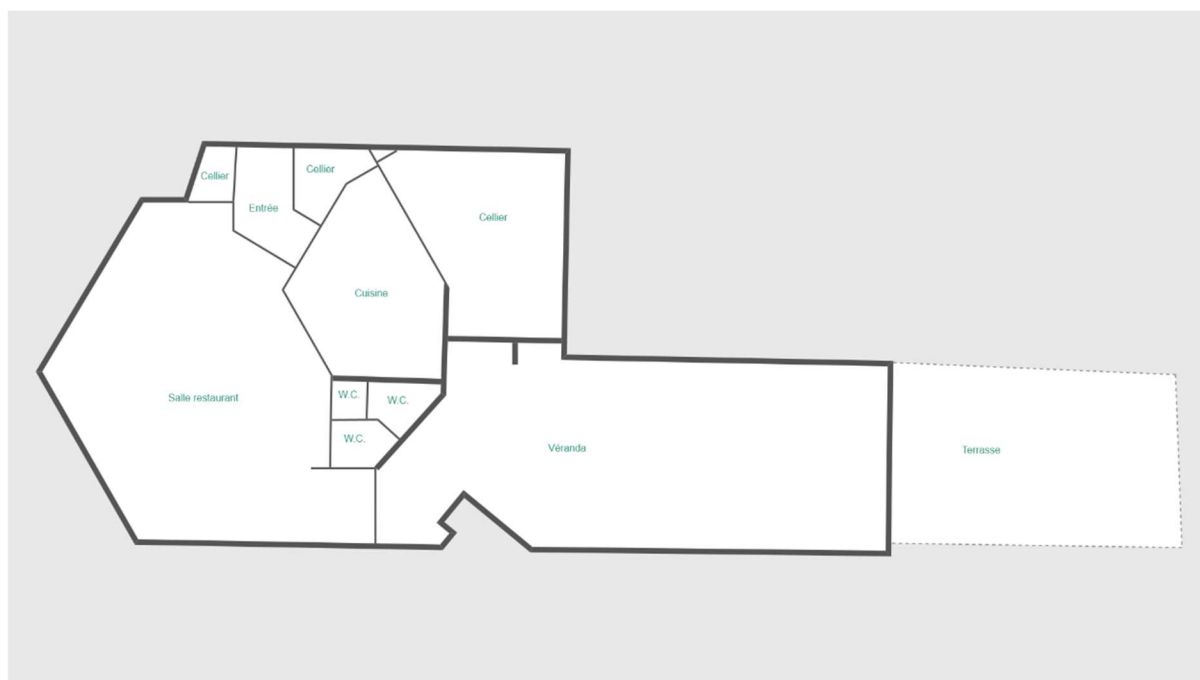 Cellier
Cellier
Entrée
Cellier
Cuisine
Salle restaurant
W.C.
W.C.
W.C.
Véranda
Terrasse